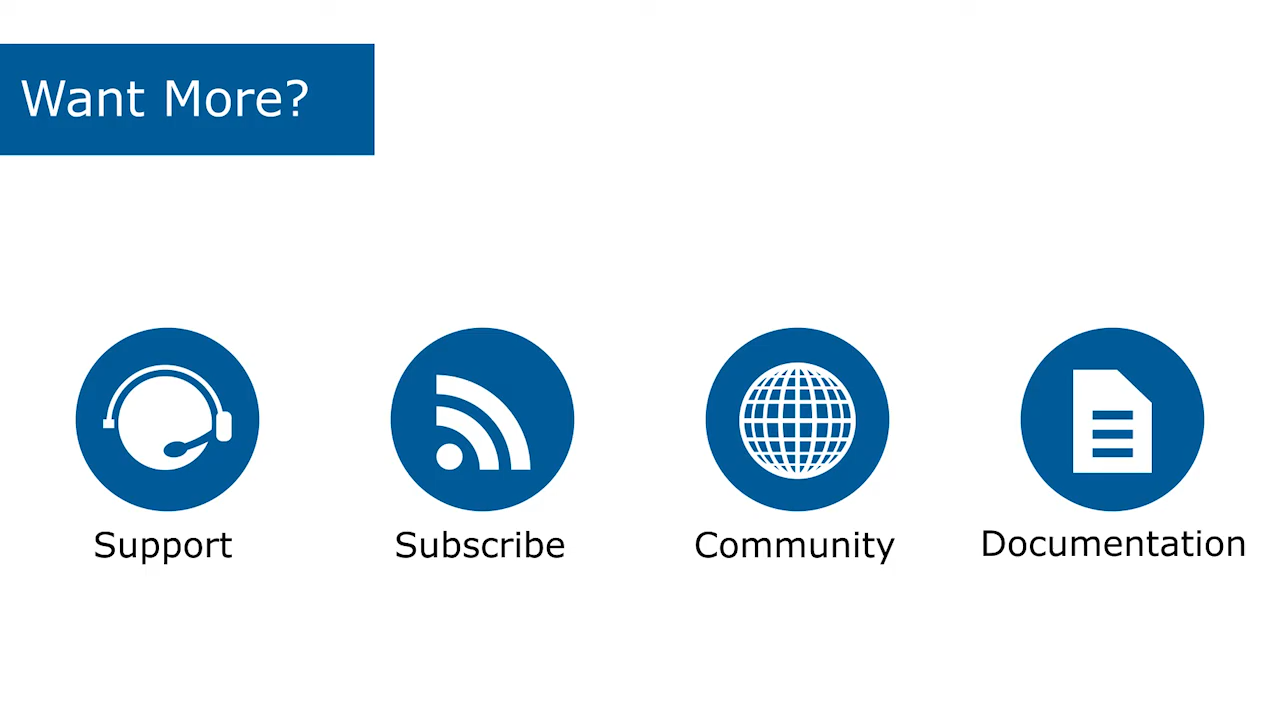 Want More?
Support
Subscribe
Community
Documentation